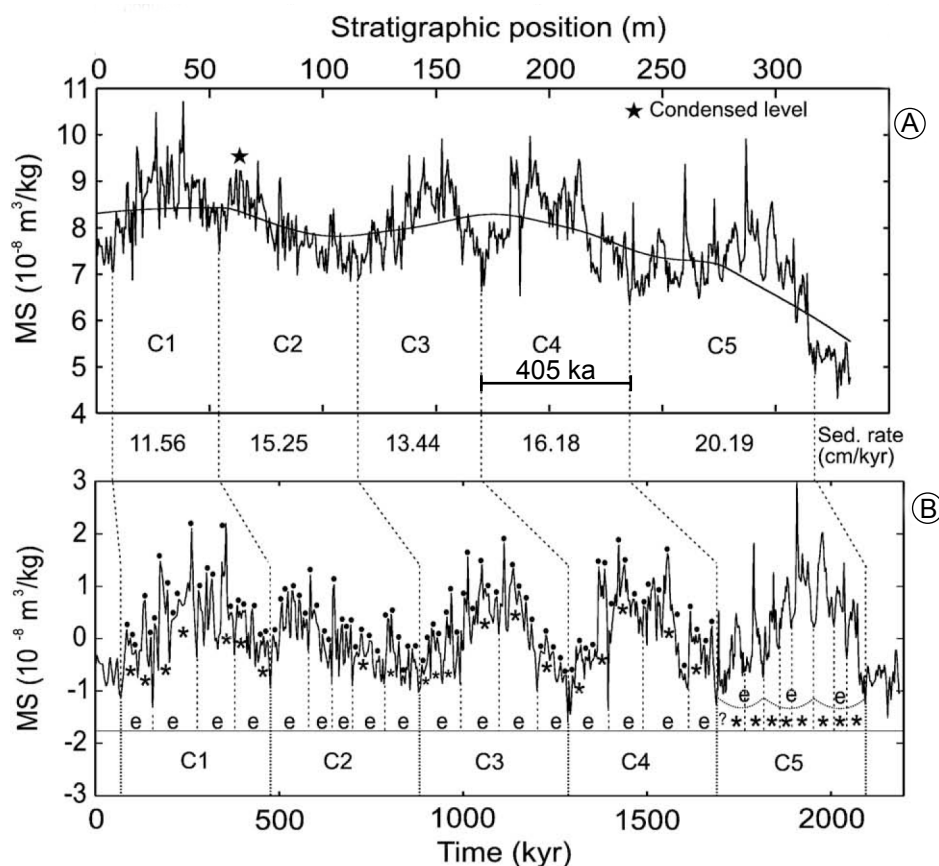 Stratigraphic position (m)
0 50 100 150 200 250 300
11
10
9
8
7
6
5
4
MS (10⁻⁸ m³/kg)
★ Condensed level
A
C1 C2 C3 C4 C5
405 ka
11.56 15.25 13.44 16.18 20.19 Sed. rate
(cm/kyr)
3
2
1
0
-1
-2
-3
MS (10⁻⁸ m³/kg)
B
e e e
? * * * * * * * *
e e e e e e e e e e e e e e e e e
C1 C2 C3 C4 C5
0 500 1000 1500 2000
Time (kyr)